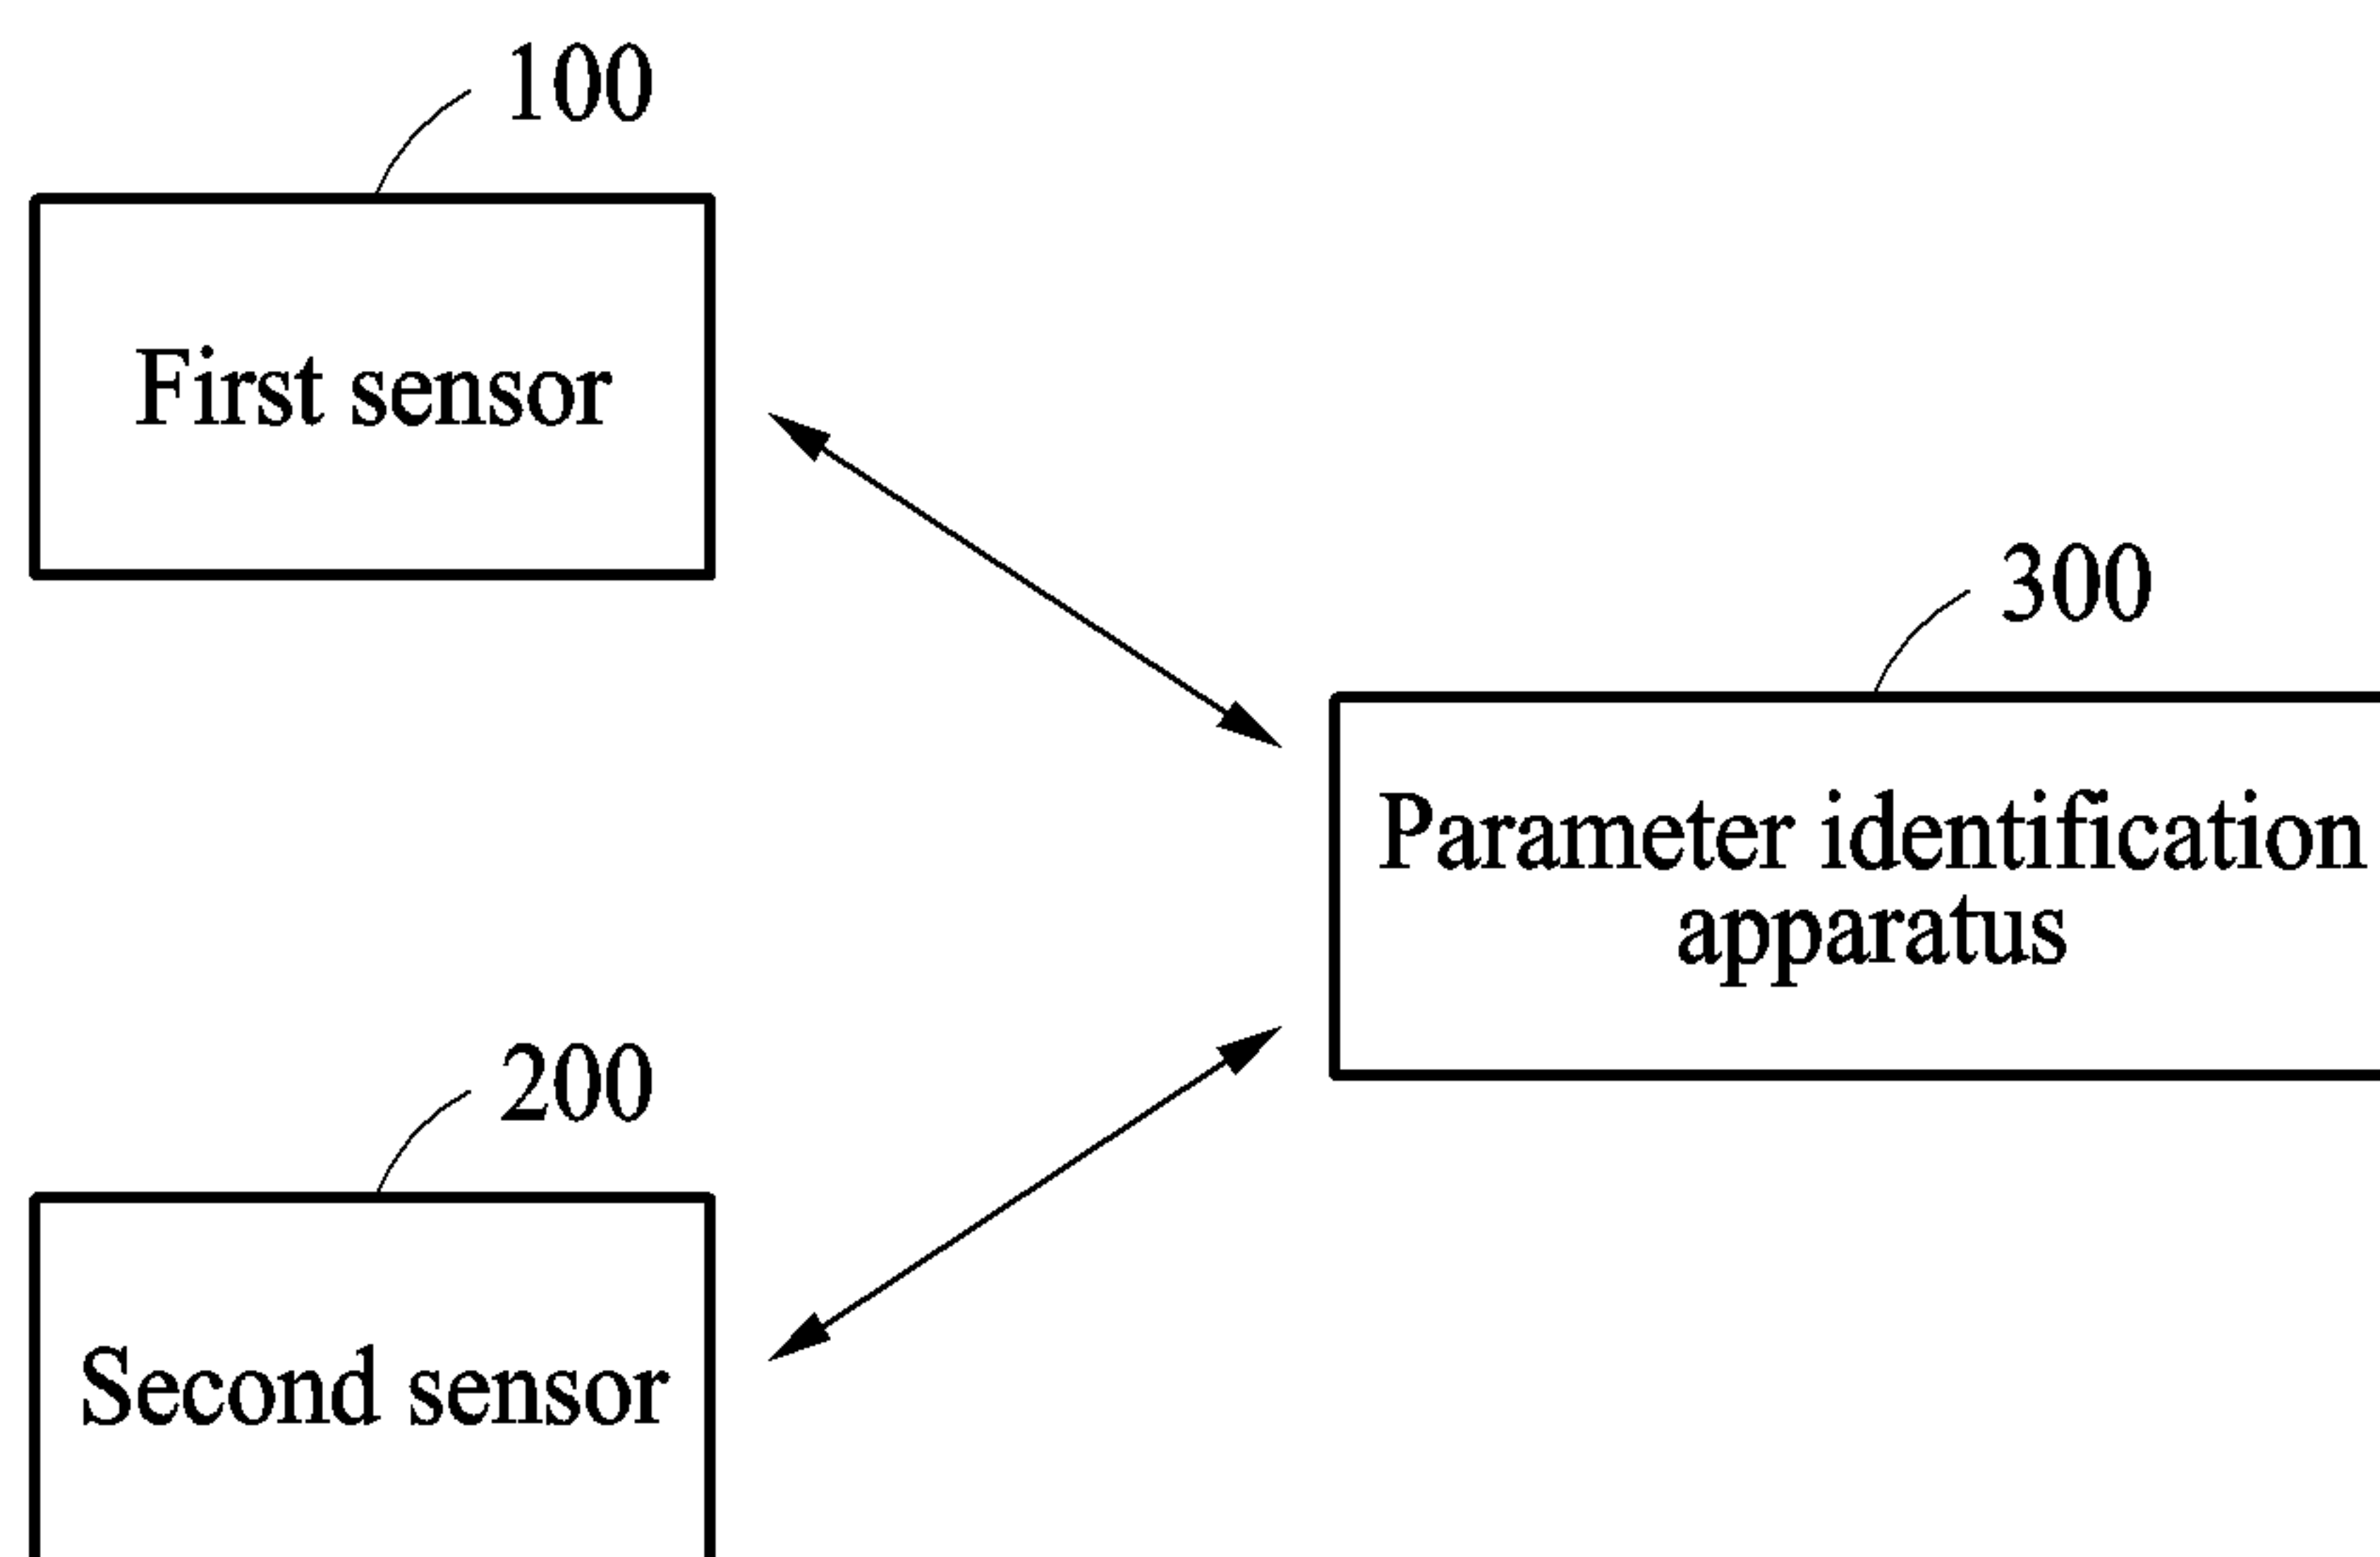 100
First sensor
300
Parameter identification
apparatus
200
Second sensor